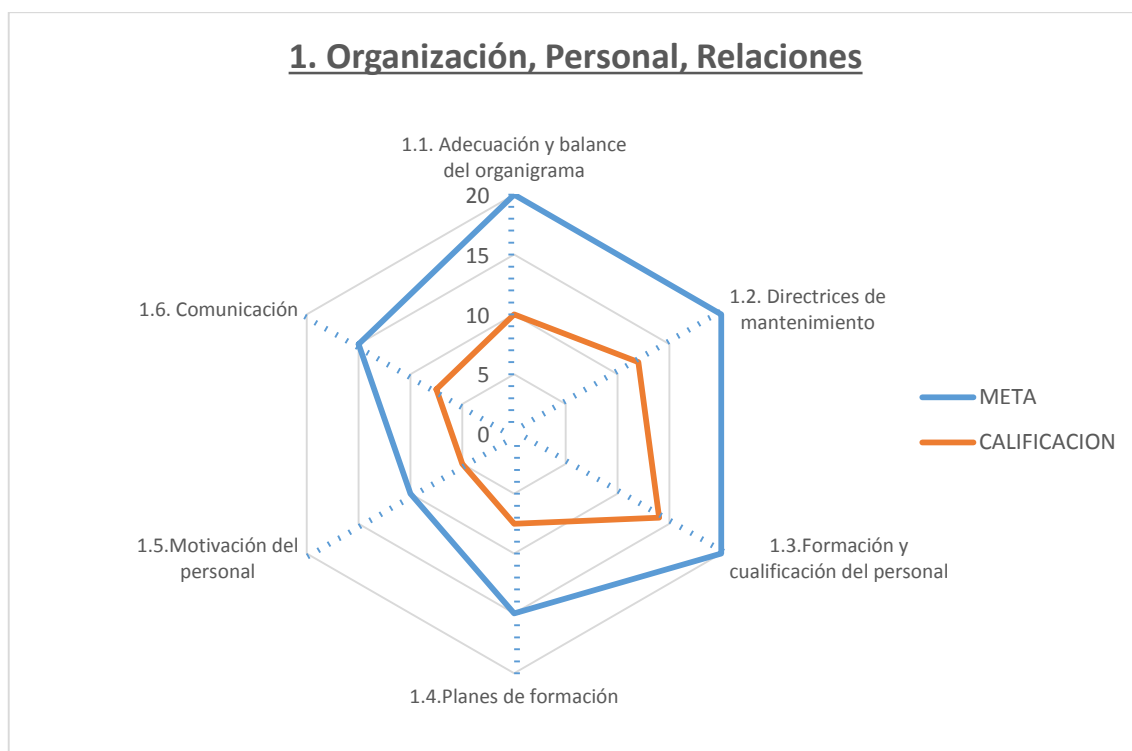 1. Organización, Personal, Relaciones
1.1. Adecuación y balance
del organigrama
20
15
10
5
0
1.2. Directrices de
mantenimiento
1.3.Formación y
cualificación del personal
1.4.Planes de formación
1.5.Motivación del
personal
1.6. Comunicación
META
CALIFICACION